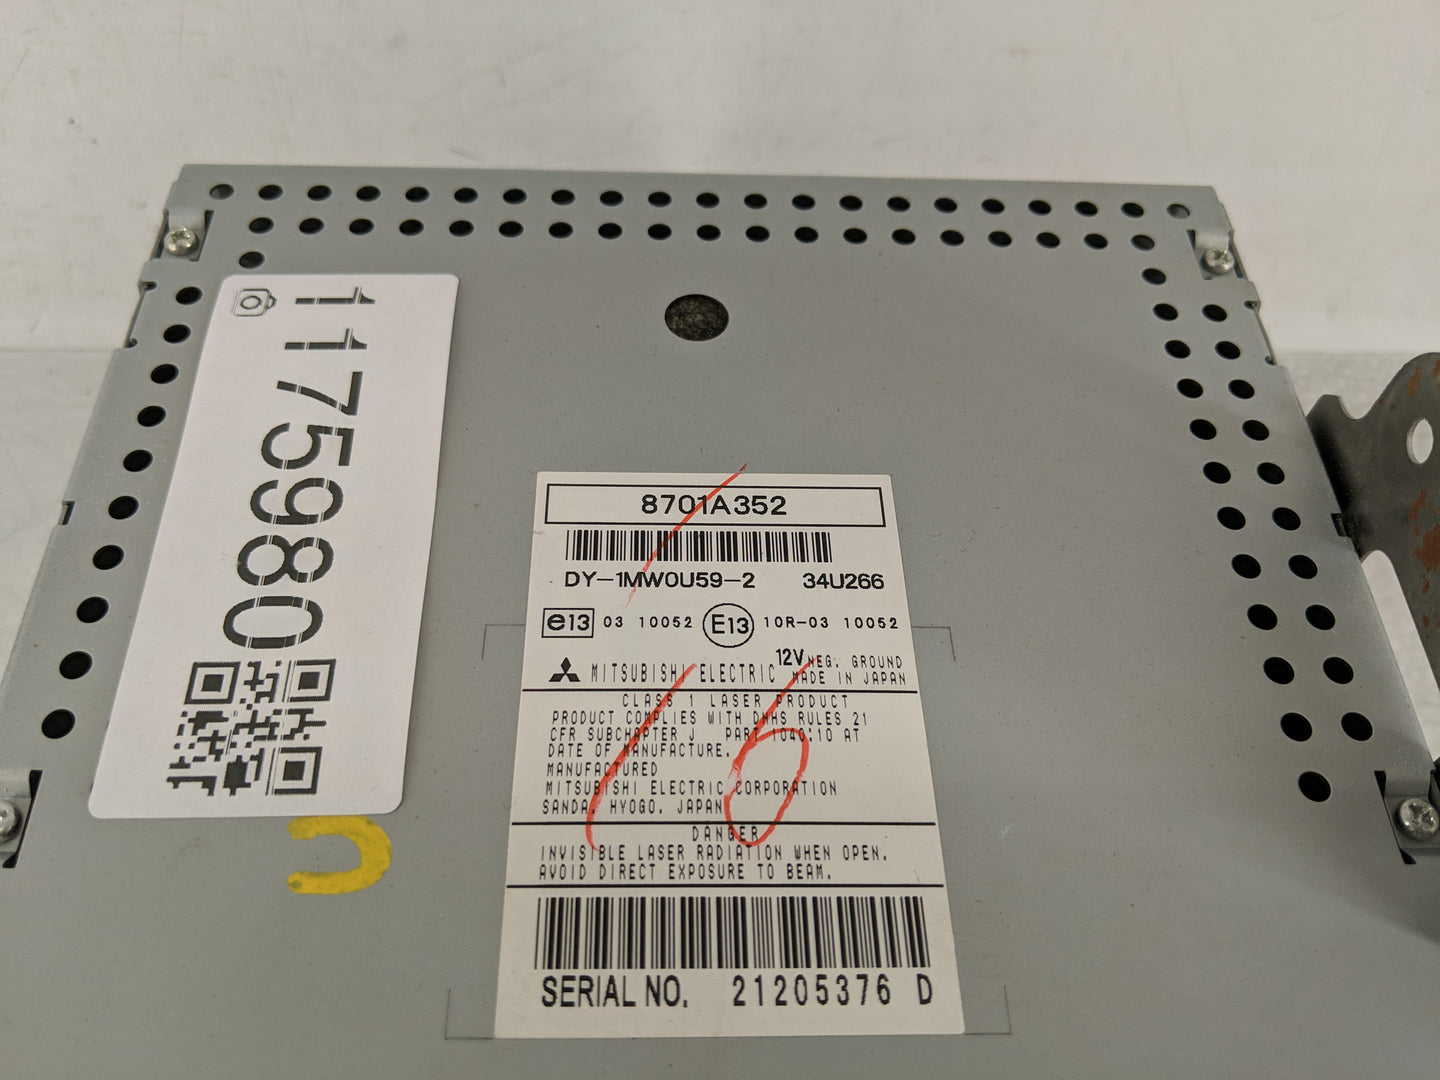 1175980
8701A352
DY-1MW0U59-2 34U266
e13 03 10052 E13 10R-03 10052
MITSUBISHI ELECTRIC 12V NEG. GROUND
MADE IN JAPAN
CLASS 1 LASER PRODUCT
PRODUCT COMPLIES WITH DHHS RULES 21
CFR SUBCHAPTER J PART 1040:10 AT
DATE OF MANUFACTURE.
MANUFACTURED
MITSUBISHI ELECTRIC CORPORATION
SANDA, HYOGO, JAPAN
DANGER
INVISIBLE LASER RADIATION WHEN OPEN.
AVOID DIRECT EXPOSURE TO BEAM.
SERIAL NO. 21205376 D
16